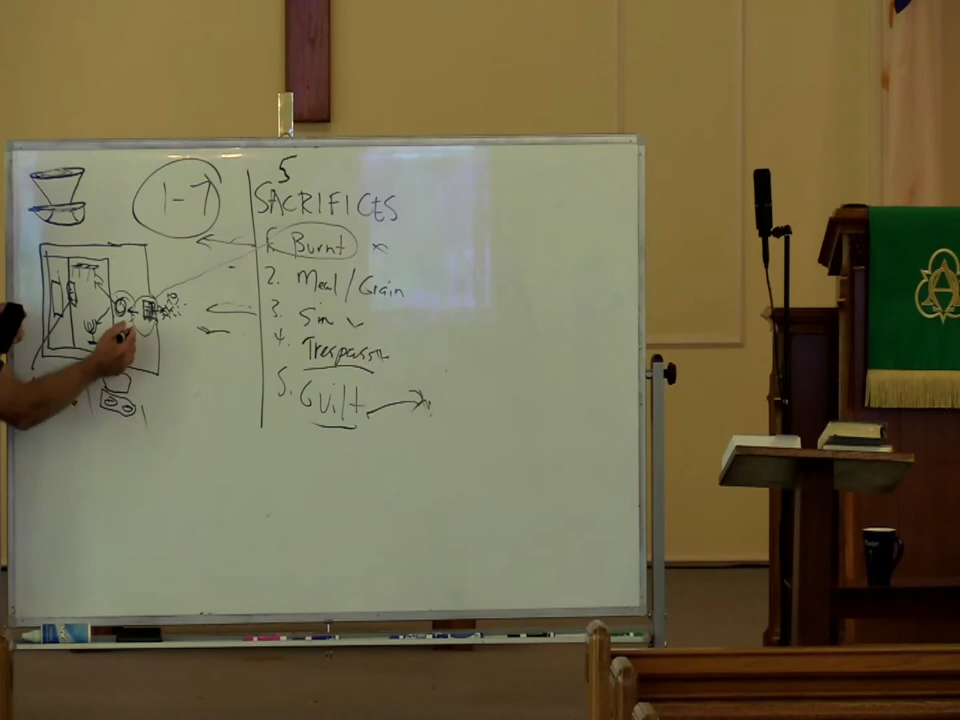 1-7
5
SACRIFICES
1. Burnt
2. Meal/Grain
3. Sin
4. Trespass
5. Guilt